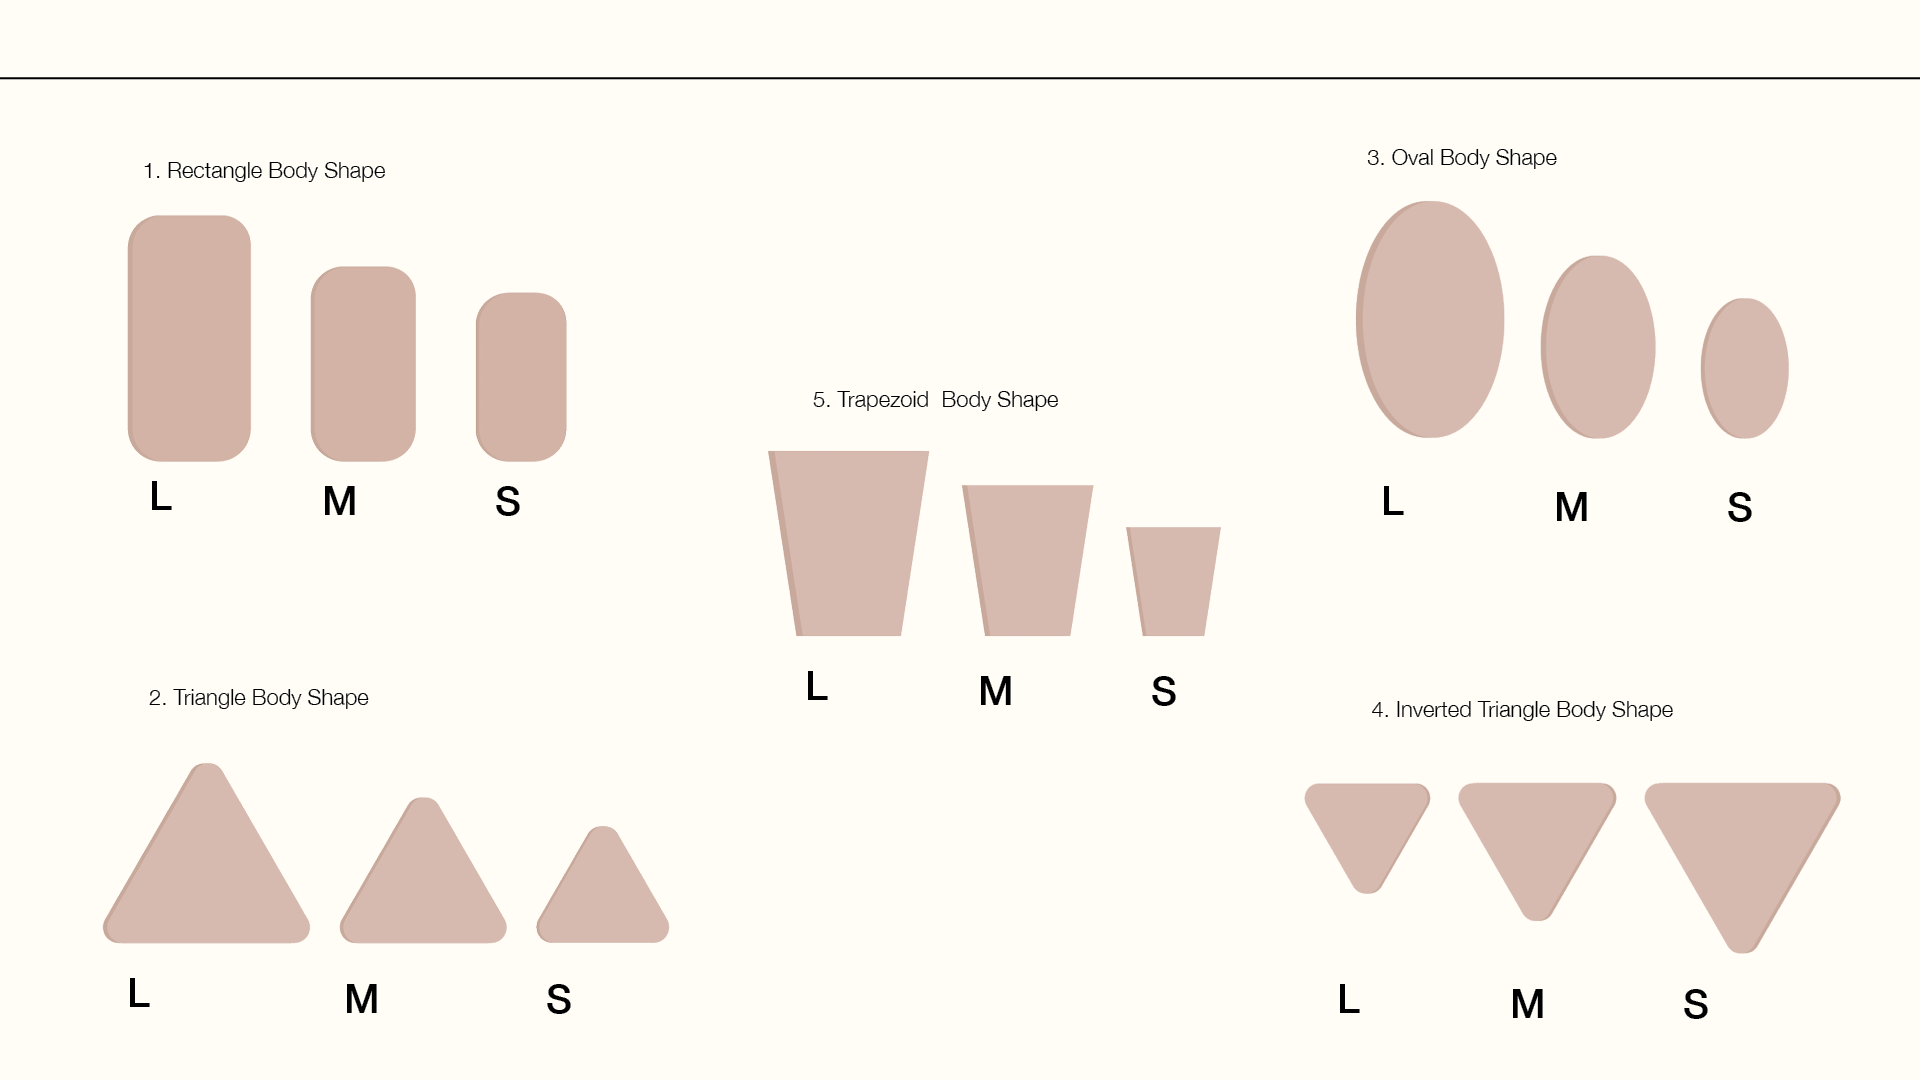 1. Rectangle Body Shape
L M S
2. Triangle Body Shape
L M S
3. Oval Body Shape
L M S
4. Inverted Triangle Body Shape
L M S
5. Trapezoid  Body Shape
L M S